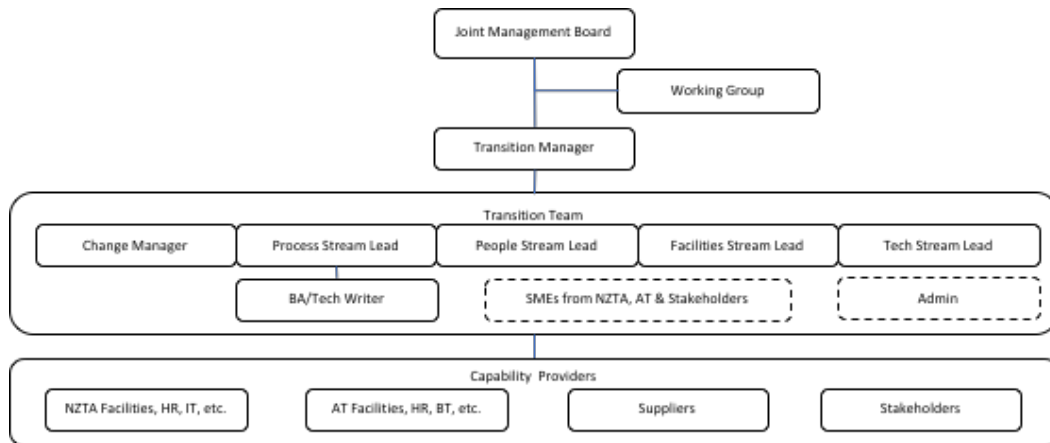 Joint Management Board
Working Group
Transition Manager
Transition Team
Change Manager
Process Stream Lead
People Stream Lead
Facilities Stream Lead
Tech Stream Lead
BA/Tech Writer
SMEs from NZTA, AT & Stakeholders
Admin
Capability Providers
NZTA Facilities, HR, IT, etc.
AT Facilities, HR, BT, etc.
Suppliers
Stakeholders